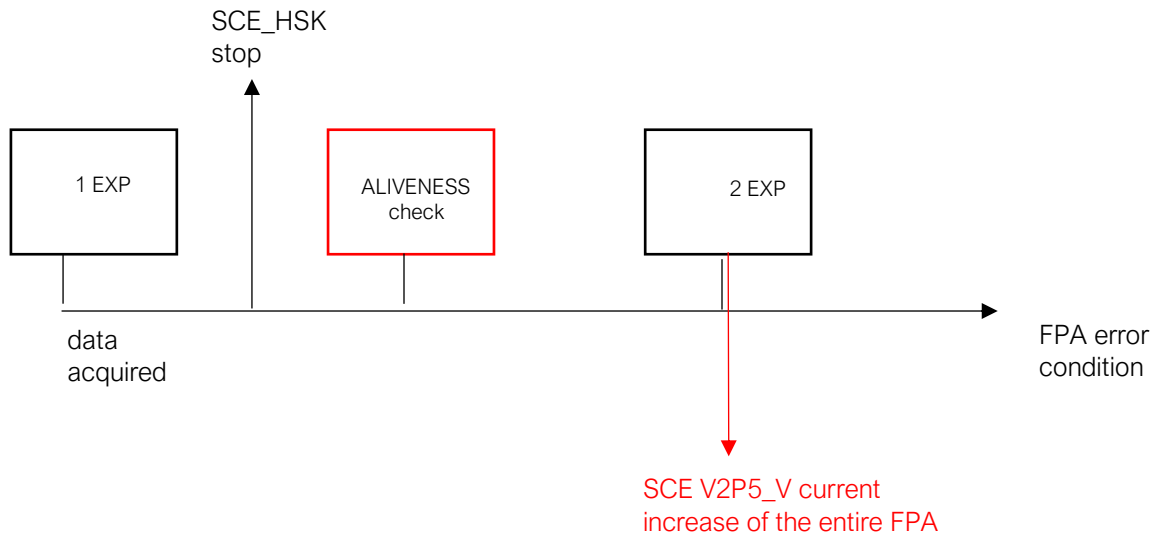 SCE_HSK
stop
1 EXP
ALIVENESS
check
2 EXP
data
acquired
FPA error
condition
SCE V2P5_V current
increase of the entire FPA